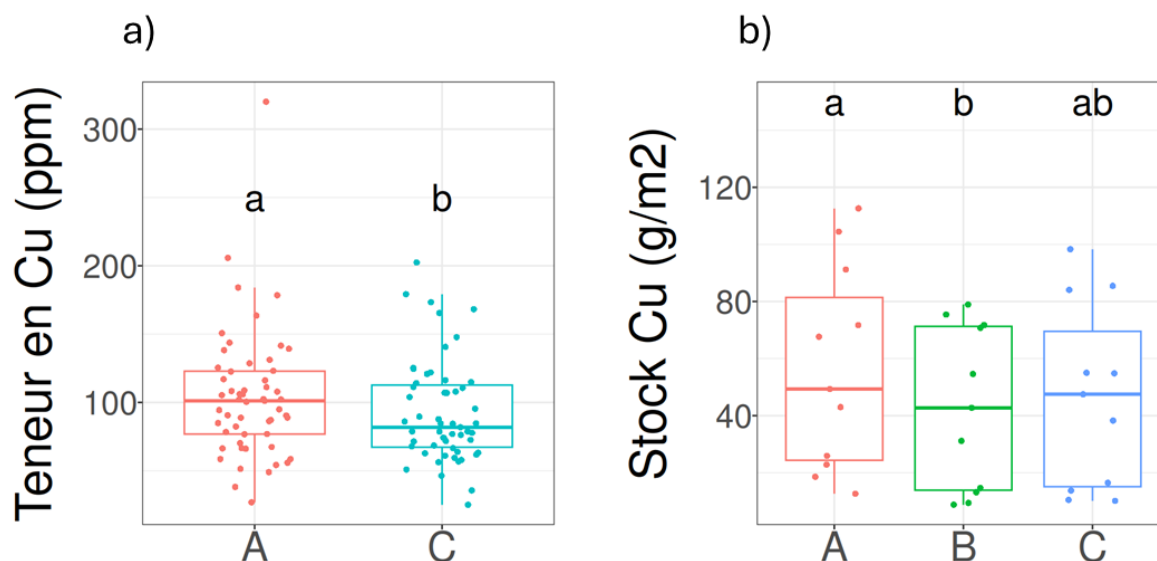 a)
Teneur en Cu (ppm)
300
200
100
a
b
A
C
b)
Stock Cu (g/m2)
120
80
40
a
b
ab
A
B
C